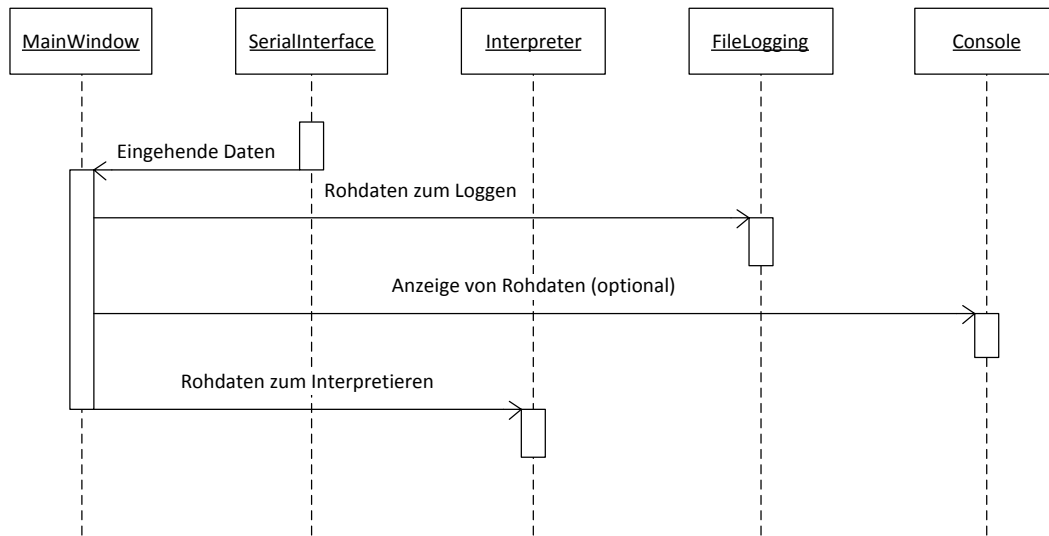 MainWindow
SerialInterface
Interpreter
FileLogging
Console
Eingehende Daten
Rohdaten zum Loggen
Anzeige von Rohdaten (optional)
Rohdaten zum Interpretieren